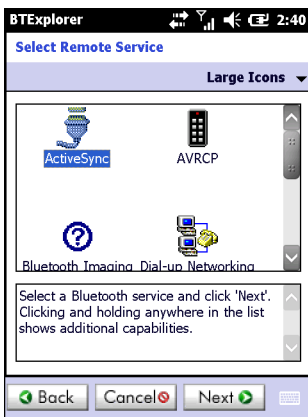 BTExplorer 2:40
Select Remote Service
Large Icons
ActiveSync AVRCP
Bluetooth Imaging Dial-up Networking
Select a Bluetooth service and click 'Next'.
Clicking and holding anywhere in the list
shows additional capabilities.
Back Cancel Next